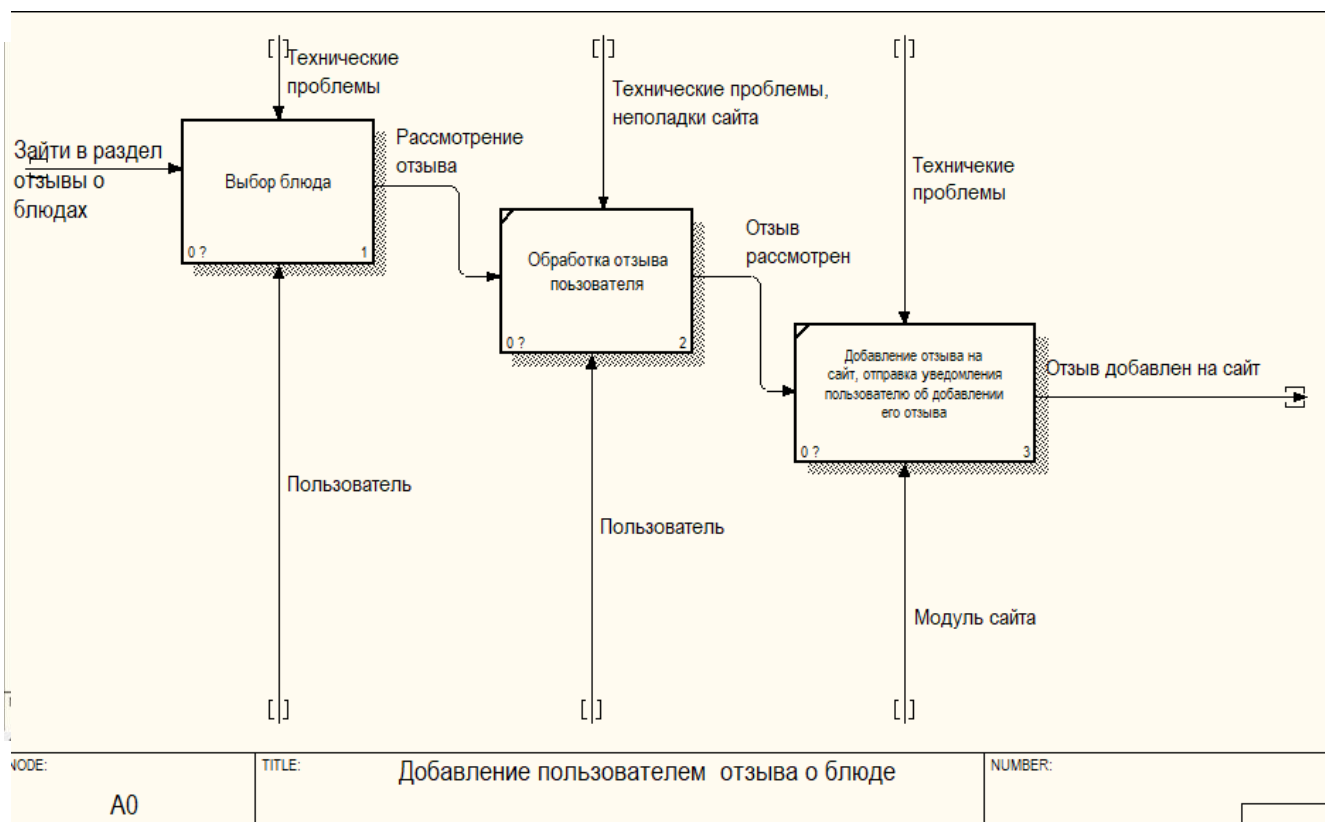 Технические
проблемы
Технические проблемы,
неполадки сайта
Рассмотрение
отзыва
Зайти в раздел
отзывы о
блюдах
Выбор блюда
0 ?
1
Техничекие
проблемы
Отзыв
рассмотрен
Обработка отзыва
поьзователя
0 ?
2
Добавление отзыва на
сайт, отправка уведомления
пользователю об добавлении
его отзыва
0 ?
3
Отзыв добавлен на сайт
Пользователь
Пользователь
Модуль сайта
NODE:
A0
TITLE:
Добавление пользователем отзыва о блюде
NUMBER: